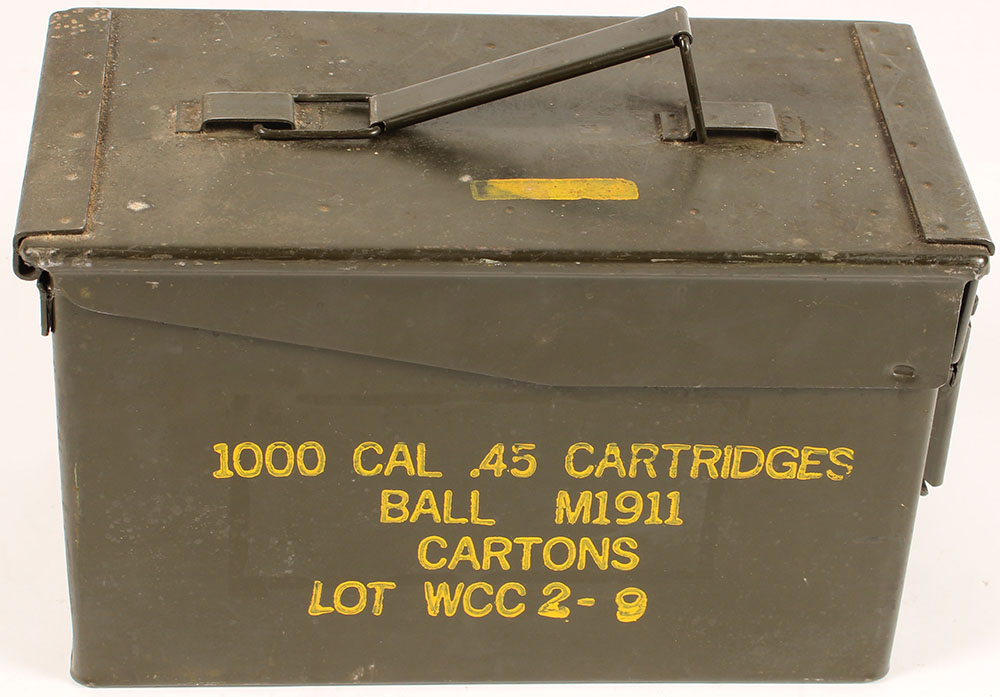 1000 CAL .45 CARTRIDGES
BALL M1911
CARTONS
LOT WCC 2-9